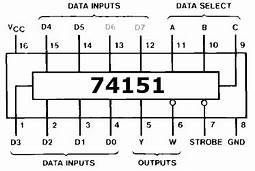 DATA INPUTS DATA SELECT
VCC D4 D5 D6 D7 A B C
16 15 14 13 12 11 10 9
74151
1 2 3 4 5 6 7 8
D3 D2 D1 D0 Y W STROBE GND
DATA INPUTS OUTPUTS